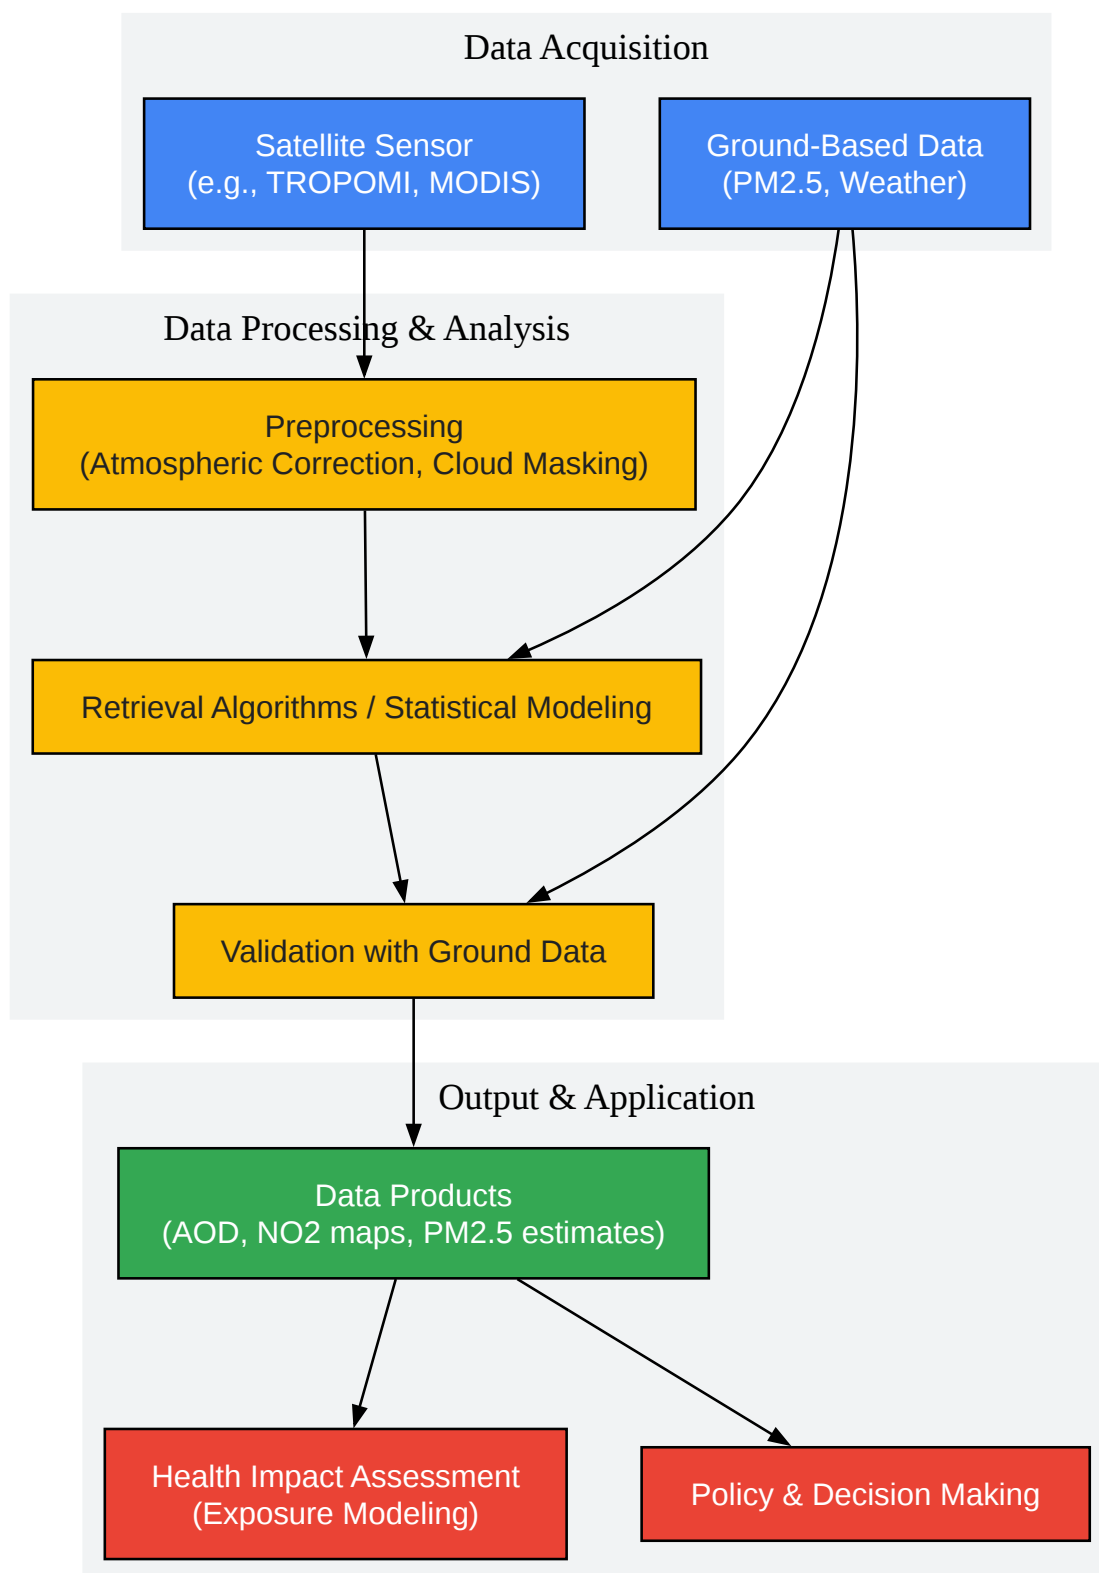 Data Acquisition
Satellite Sensor
(e.g., TROPOMI, MODIS)
Ground-Based Data
(PM2.5, Weather)
Data Processing & Analysis
Preprocessing
(Atmospheric Correction, Cloud Masking)
Retrieval Algorithms / Statistical Modeling
Validation with Ground Data
Output & Application
Data Products
(AOD, NO2 maps, PM2.5 estimates)
Health Impact Assessment
(Exposure Modeling)
Policy & Decision Making